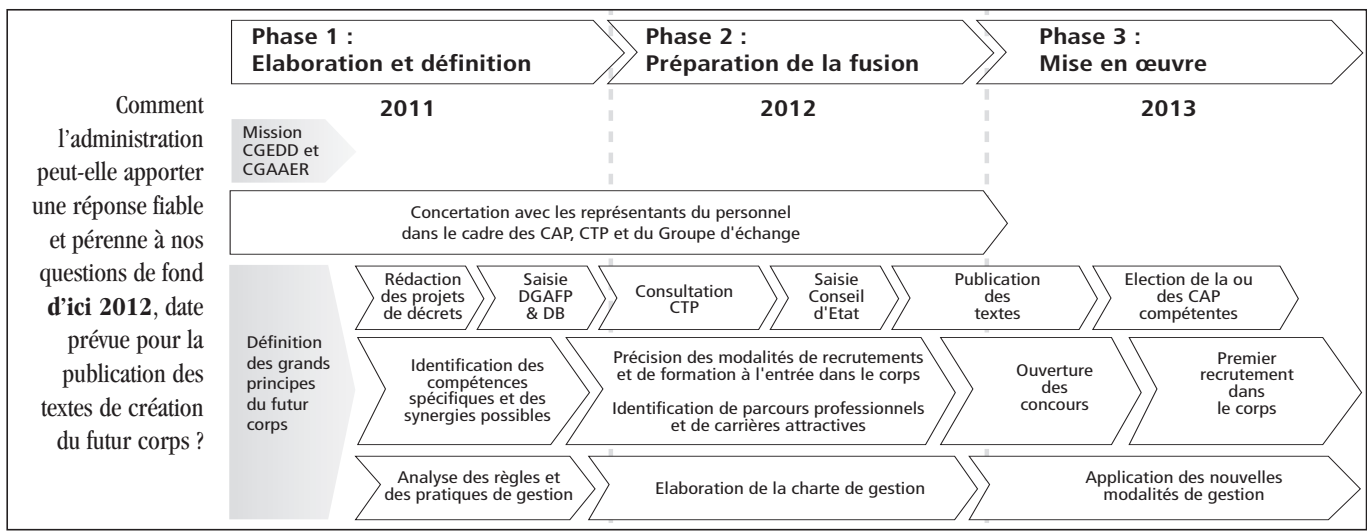 Comment
l'administration
peut-elle apporter
une réponse fiable
et pérenne à nos
questions de fond
d'ici 2012, date
prévue pour la
publication des
textes de création
du futur corps ?
Phase 1 :
Elaboration et définition
Phase 2 :
Préparation de la fusion
Phase 3 :
Mise en œuvre
2011
2012
2013
Mission
CGEDD et
CGAAER
Concertation avec les représentants du personnel
dans le cadre des CAP, CTP et du Groupe d'échange
Définition
des grands
principes
du futur
corps
Rédaction
des projets
de décrets
Saisie
DGAFP
& DB
Consultation
CTP
Saisie
Conseil
d'Etat
Publication
des
textes
Election de la ou
des CAP
compétentes
Identification des
compétences
spécifiques et des
synergies possibles
Précision des modalités de recrutements
et de formation à l'entrée dans le corps
Identification de parcours professionnels
et de carrières attractives
Ouverture
des
concours
Premier
recrutement
dans
le corps
Analyse des règles et
des pratiques de gestion
Elaboration de la charte de gestion
Application des nouvelles
modalités de gestion